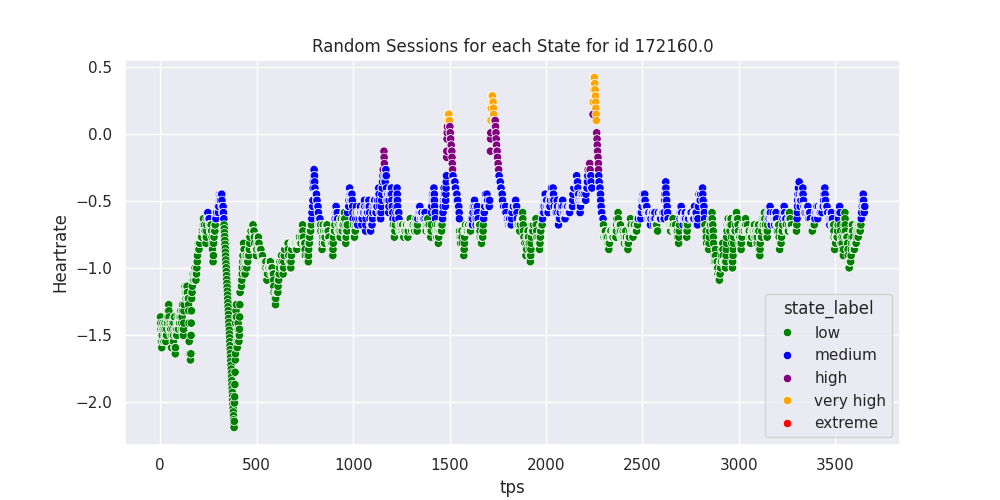 Random Sessions for each State for id 172160.0
Heartrate
0.5
0.0
−0.5
−1.0
−1.5
−2.0
0 500 1000 1500 2000 2500 3000 3500
tps
state_label
low
medium
high
very high
extreme